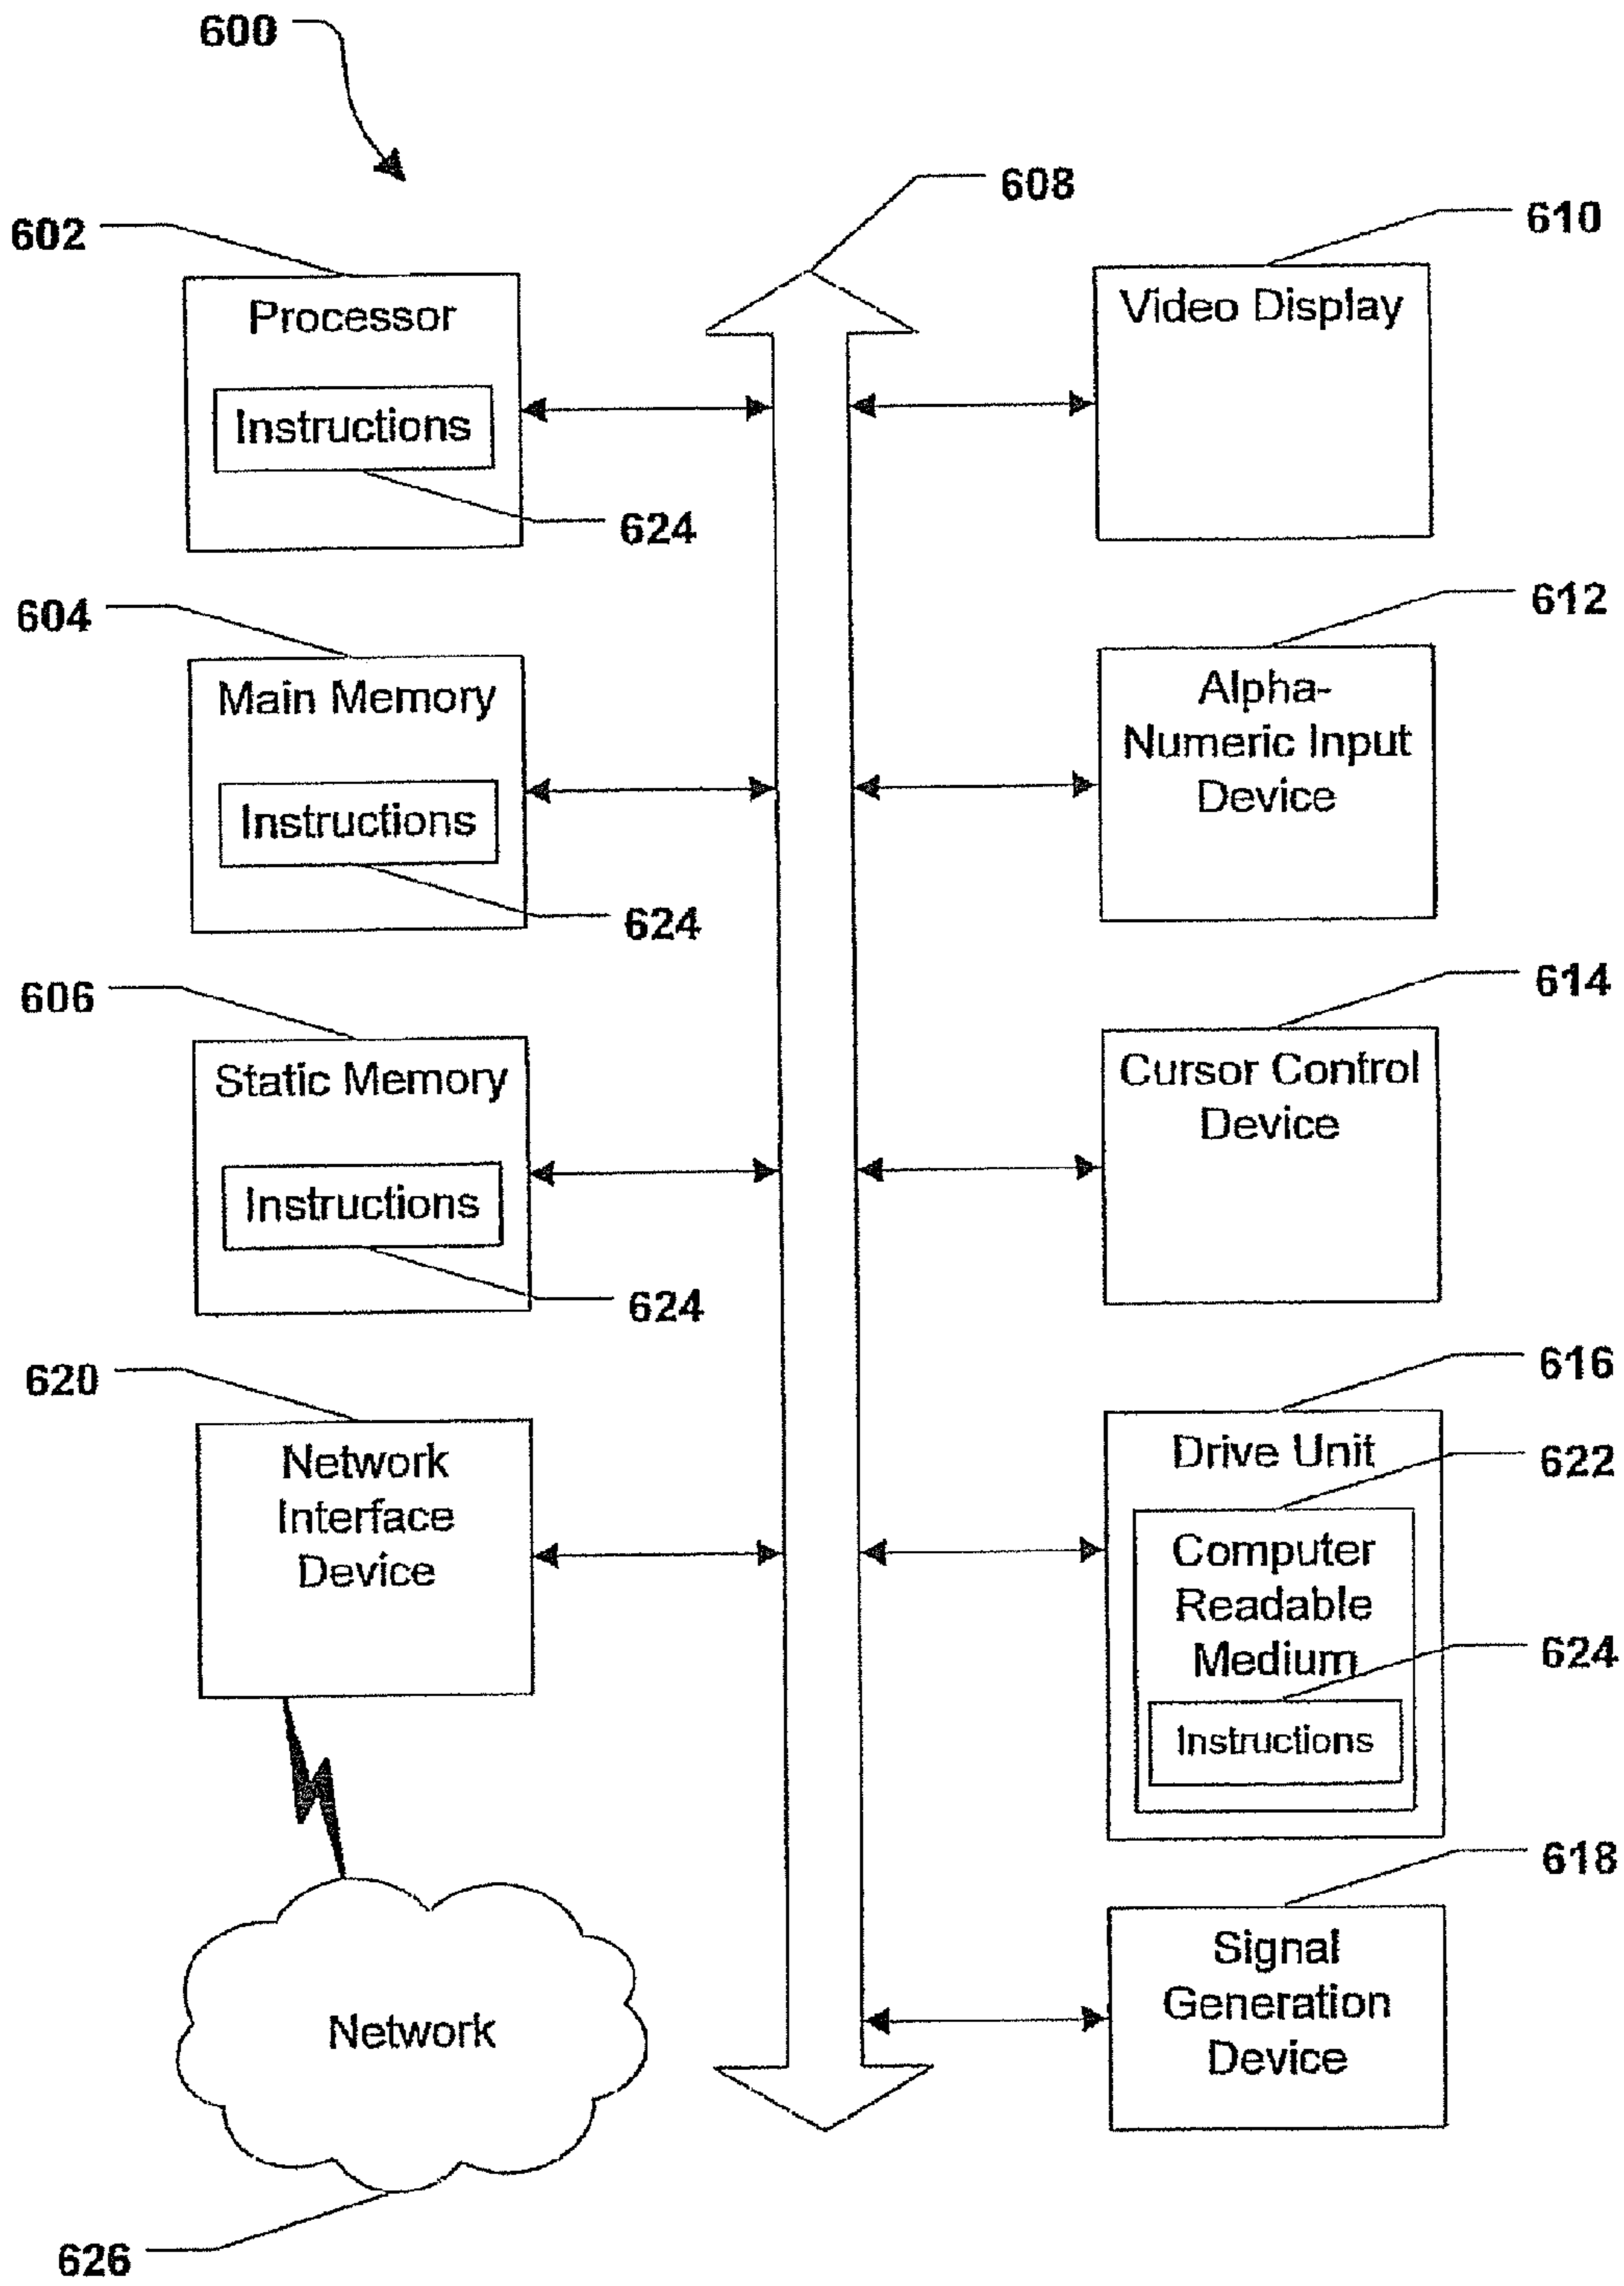 600
608
602
610
Processor
Instructions
624
Video Display
604
612
Main Memory
Instructions
624
Alpha-
Numeric Input
Device
606
614
Static Memory
Instructions
624
Cursor Control
Device
620
616
Network
Interface
Device
Drive Unit
622
Computer
Readable
Medium
624
Instructions
618
Signal
Generation
Device
Network
626